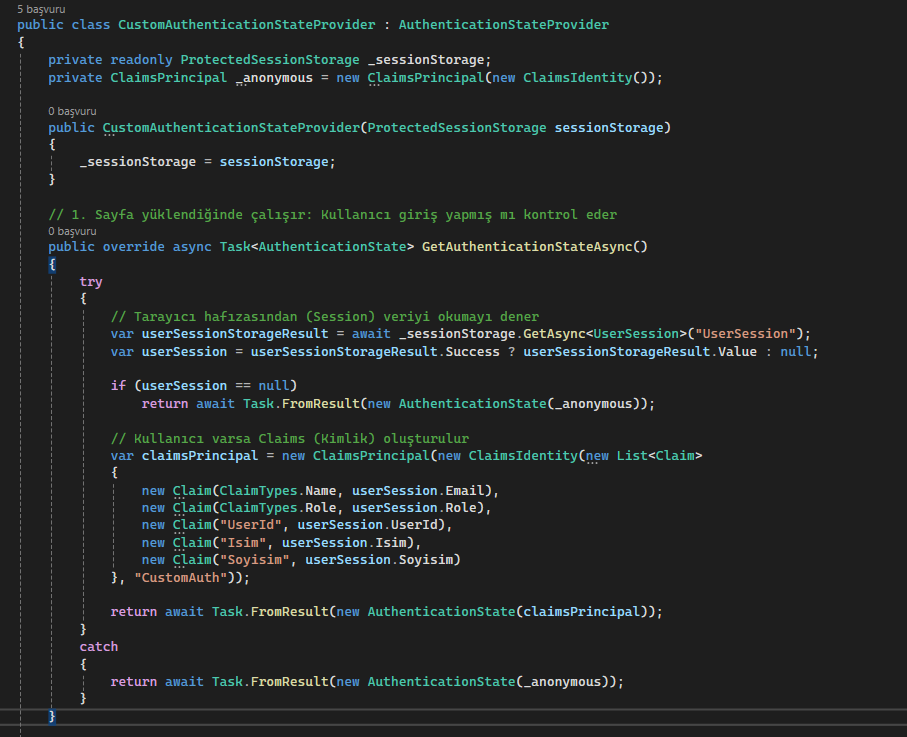 5 başvuru
public class CustomAuthenticationStateProvider : AuthenticationStateProvider
{
private readonly ProtectedSessionStorage _sessionStorage;
private ClaimsPrincipal _anonymous = new ClaimsPrincipal(new ClaimsIdentity());
0 başvuru
public CustomAuthenticationStateProvider(ProtectedSessionStorage sessionStorage)
{
_sessionStorage = sessionStorage;
}
// 1. Sayfa yüklendiğinde çalışır: Kullanıcı giriş yapmış mı kontrol eder
0 başvuru
public override async Task<AuthenticationState> GetAuthenticationStateAsync()
{
try
{
// Tarayıcı hafızasından (Session) veriyi okumayı dener
var userSessionStorageResult = await _sessionStorage.GetAsync<UserSession>("UserSession");
var userSession = userSessionStorageResult.Success ? userSessionStorageResult.Value : null;
if (userSession == null)
return await Task.FromResult(new AuthenticationState(_anonymous));
// Kullanıcı varsa Claims (Kimlik) oluşturulur
var claimsPrincipal = new ClaimsPrincipal(new ClaimsIdentity(new List<Claim>
{
new Claim(ClaimTypes.Name, userSession.Email),
new Claim(ClaimTypes.Role, userSession.Role),
new Claim("UserId", userSession.UserId),
new Claim("Isim", userSession.Isim),
new Claim("Soyisim", userSession.Soyisim)
}, "CustomAuth"));
return await Task.FromResult(new AuthenticationState(claimsPrincipal));
}
catch
{
return await Task.FromResult(new AuthenticationState(_anonymous));
}
}